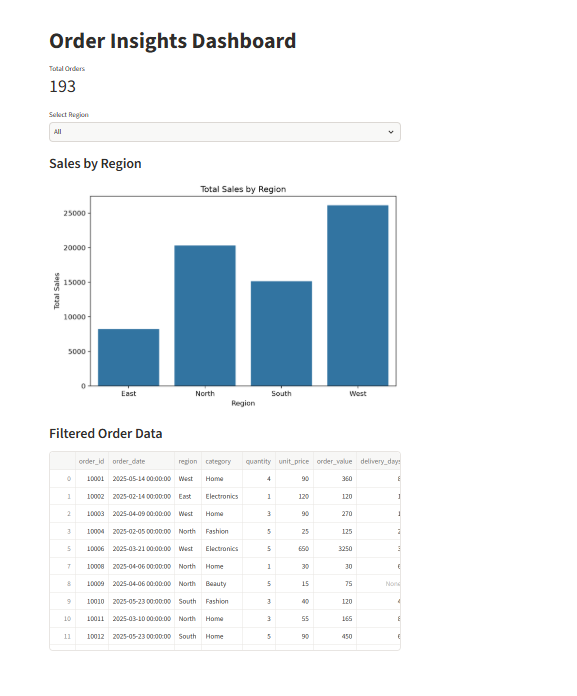 Order Insights Dashboard
Total Orders
193
Select Region
All
Sales by Region
Total Sales by Region
25000
20000
15000
10000
5000
0
Total Sales
East North South West
Region
Filtered Order Data
order_id order_date region category quantity unit_price order_value delivery_days
0 10001 2025-05-14 00:00:00 West Home 4 90 360 8
1 10002 2025-02-14 00:00:00 East Electronics 1 120 120 1
2 10003 2025-04-09 00:00:00 West Home 3 90 270 1
3 10004 2025-02-05 00:00:00 North Fashion 5 25 125 2
5 10006 2025-03-21 00:00:00 West Electronics 5 650 3250 3
7 10008 2025-04-06 00:00:00 North Home 1 30 30 6
8 10009 2025-04-06 00:00:00 North Beauty 5 15 75 None
9 10010 2025-05-23 00:00:00 South Fashion 3 40 120 4
10 10011 2025-03-10 00:00:00 North Home 3 55 165 8
11 10012 2025-05-23 00:00:00 South Home 5 90 450 6